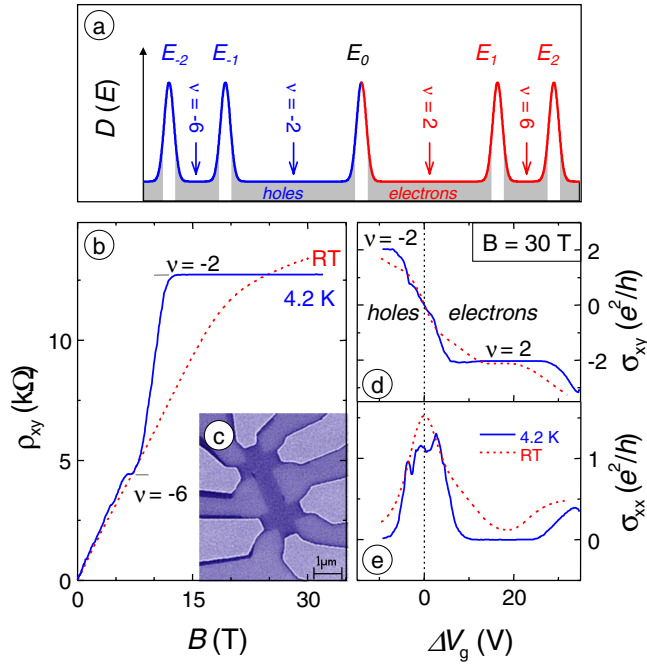 a
E-2 E-1 E0 E1 E2
D (E)
ν = -6
ν = -2
ν = 2
ν = 6
holes electrons
b
ν = -2
RT
4.2 K
ν = -6
ρxy (kΩ)
10
5
0
0 10 20 30
B (T)
c
1µm
ν = -2
B = 30 T
holes electrons
ν = 2
d
2
0
-2
σxy (e²/h)
4.2 K
RT
e
1
0
σxx (e²/h)
0 20
ΔVg (V)